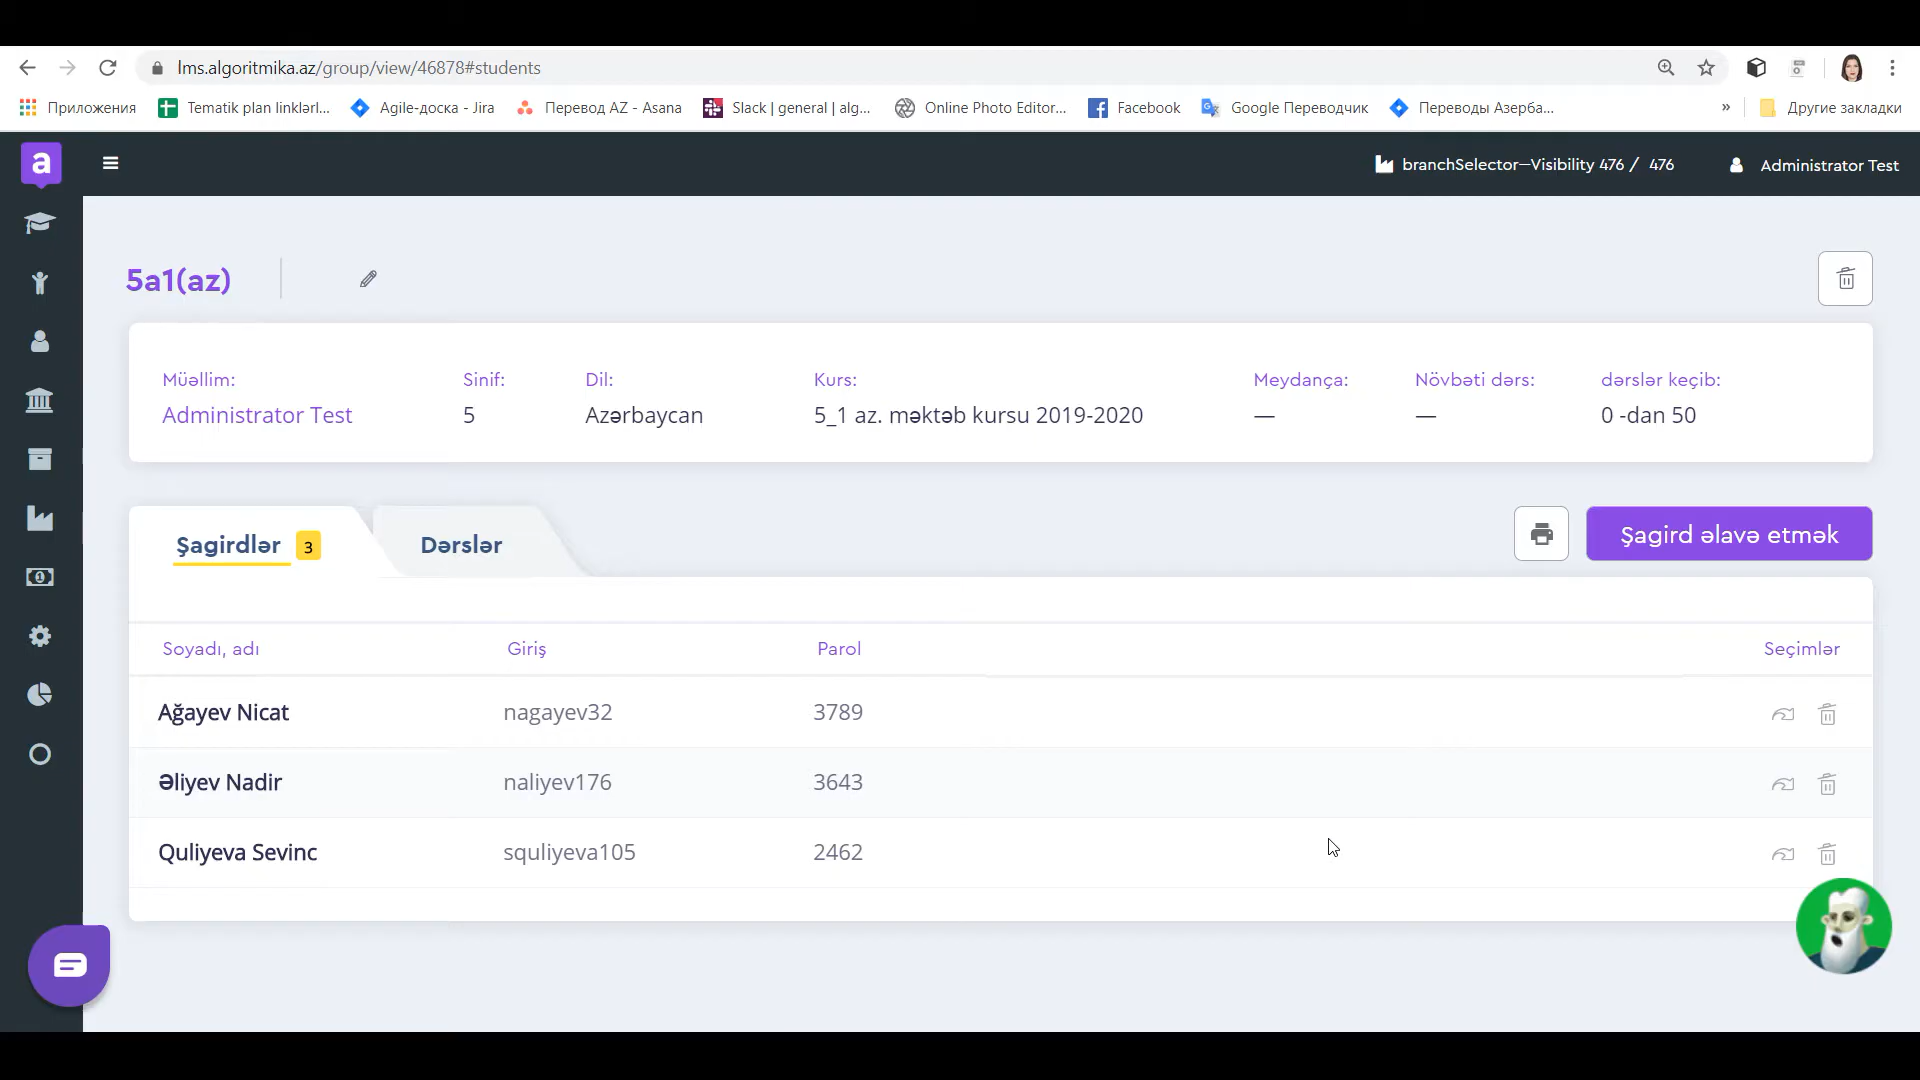 lms.algoritmika.az/group/view/46878#students
Приложения Tematik plan linklərl... Agile-доска - Jira Перевод AZ - Asana Slack | general | alg... Online Photo Editor... Facebook Google Переводчик Переводы Азерба... » Другие закладки
a branchSelector—Visibility 476 / 476 Administrator Test
5a1(az)
Müəllim: Sinif: Dil: Kurs: Meydança: Növbəti dərs: dərslər keçib:
Administrator Test 5 Azərbaycan 5_1 az. məktəb kursu 2019-2020 — — 0 -dan 50
Şagirdlər 3 Dərslər Şagird əlavə etmək
Soyadı, adı Giriş Parol Seçimlər
Ağayev Nicat nagayev32 3789
Əliyev Nadir naliyev176 3643
Quliyeva Sevinc squliyeva105 2462